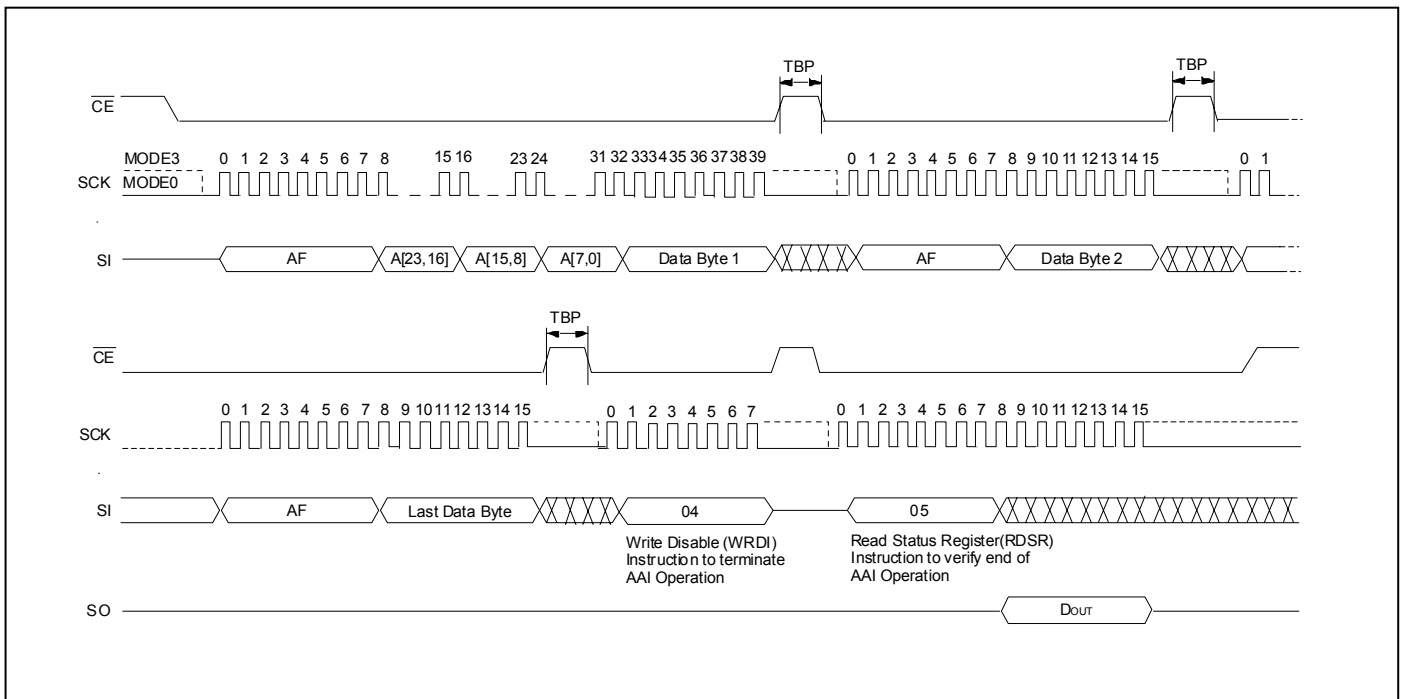 TBP TBP
CE
MODE3 0 1 2 3 4 5 6 7 8 15 16 23 24 31 32 333 4 35 36 37 38 39 0 1 2 3 4 5 6 7 8 9 10 11 12 13 14 15 0 1
SCK MODE0
SI AF A[23,16] A[15,8] A[7,0] Data Byte 1 AF Data Byte 2
TBP
CE
0 1 2 3 4 5 6 7 8 9 10 11 12 13 14 15 0 1 2 3 4 5 6 7 0 1 2 3 4 5 6 7 8 9 10 11 12 13 14 15
SCK
SI AF Last Data Byte 04 05
Write Disable (WRDI)
Instruction to terminate
AAI Operation
Read Status Register(RDSR)
Instruction to verify end of
AAI Operation
SO DOUT